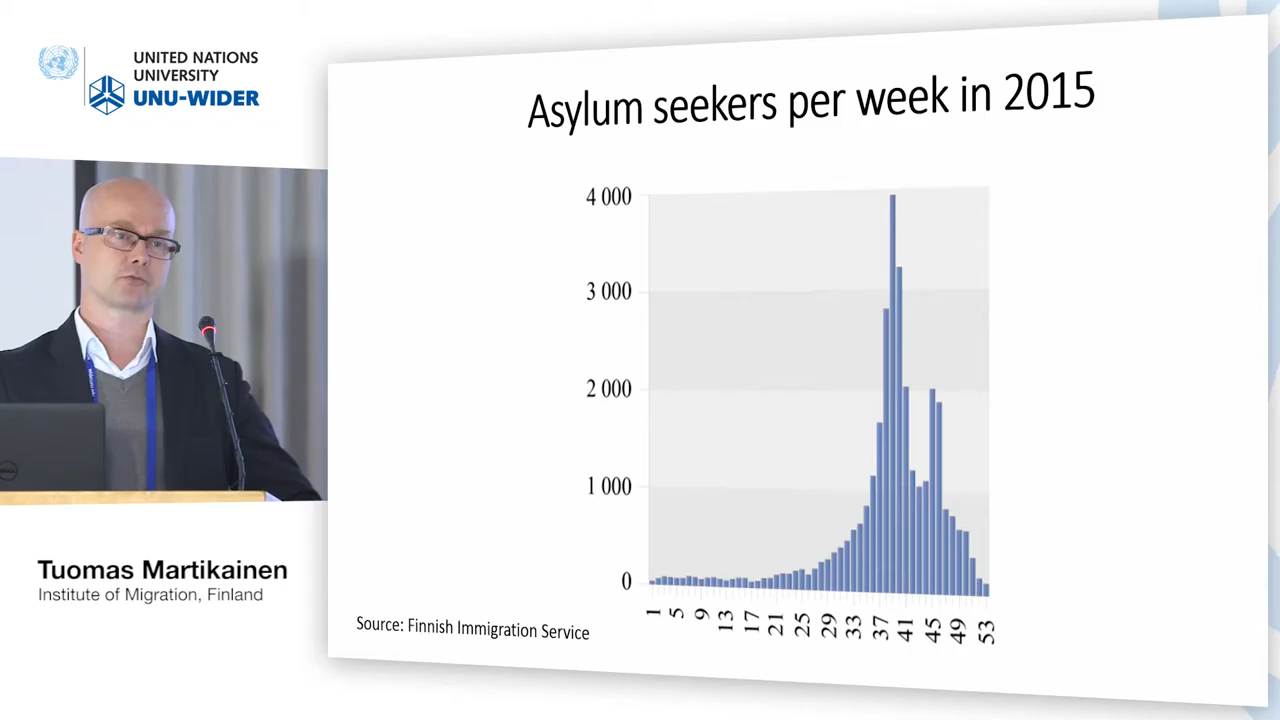 UNITED NATIONS
UNIVERSITY
UNU-WIDER
Asylum seekers per week in 2015
4 000
3 000
2 000
1 000
0
1 5 9 13 17 21 25 29 33 37 41 45 49 53
Source: Finnish Immigration Service
Tuomas Martikainen
Institute of Migration, Finland